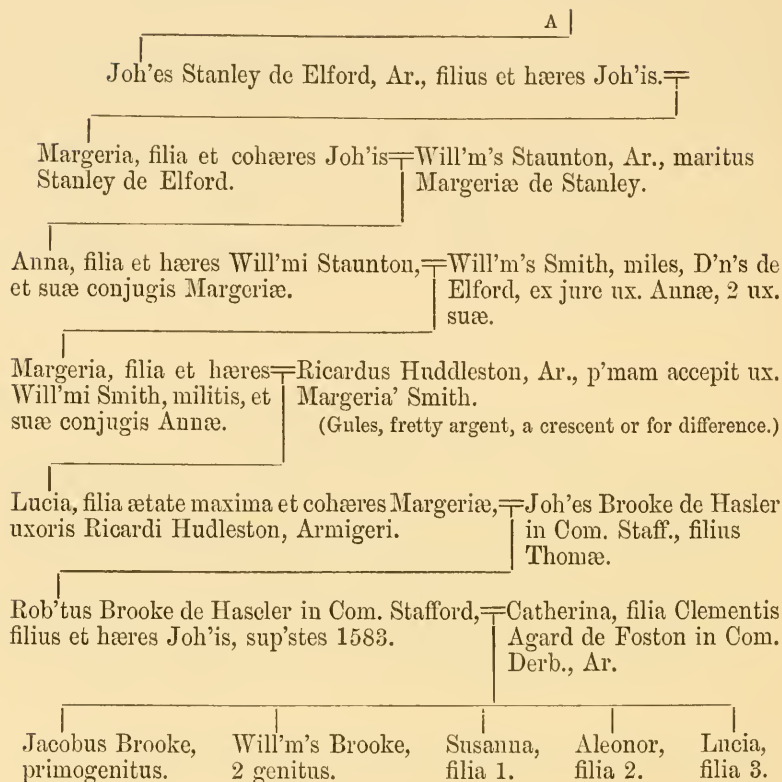 A
Joh'es Stanley de Elford, Ar., filius et hæres Joh'is.
Margeria, filia et cohæres Joh'is Will'm's Staunton, Ar., maritus
Stanley de Elford. Margeriæ de Stanley.
Anna, filia et hæres Will'mi Staunton, Will'm's Smith, miles, D'n's de
et suæ conjugis Margeriæ. Elford, ex jure ux. Annæ, 2 ux.
suæ.
Margeria, filia et hæres Ricardus Huddleston, Ar., p'mam accepit ux.
Will'mi Smith, militis, et Margeria' Smith.
suæ conjugis Annæ. (Gules, fretty argent, a crescent or for difference.)
Lucia, filia ætate maxima et cohæres Margeriæ, Joh'es Brooke de Hasler
uxoris Ricardi Hudleston, Armigeri. in Com. Staff., filius
Thomæ.
Rob'tus Brooke de Haseler in Com. Stafford, Catherina, filia Clementis
filius et hæres Joh'is, sup'stes 1583. Agard de Foston in Com.
Derb., Ar.
Jacobus Brooke, Will'm's Brooke, Susanna, Aleonor, Lucia,
primogenitus. 2 genitus. filia 1. filia 2. filia 3.